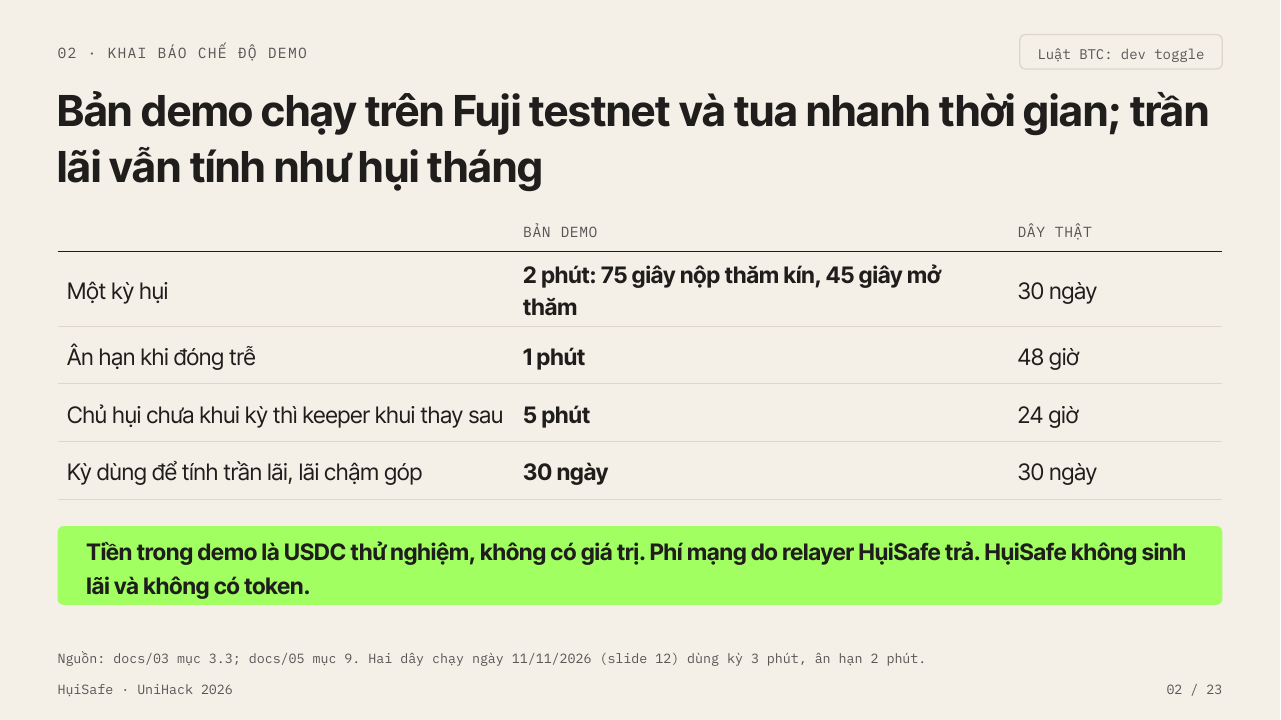 02 · KHAI BÁO CHẾ ĐỘ DEMO
Luật BTC: dev toggle
Bản demo chạy trên Fuji testnet và tua nhanh thời gian; trần
lãi vẫn tính như hụi tháng
BẢN DEMO
DÂY THẬT
Một kỳ hụi
2 phút: 75 giây nộp thăm kín, 45 giây mở
thăm
30 ngày
Ân hạn khi đóng trễ
1 phút
48 giờ
Chủ hụi chưa khui kỳ thì keeper khui thay sau
5 phút
24 giờ
Kỳ dùng để tính trần lãi, lãi chậm góp
30 ngày
30 ngày
Tiền trong demo là USDC thử nghiệm, không có giá trị. Phí mạng do relayer HụiSafe trả. HụiSafe không sinh
lãi và không có token.
Nguồn: docs/03 mục 3.3; docs/05 mục 9. Hai dây chạy ngày 11/11/2026 (slide 12) dùng kỳ 3 phút, ân hạn 2 phút.
HụiSafe · UniHack 2026
02 / 23